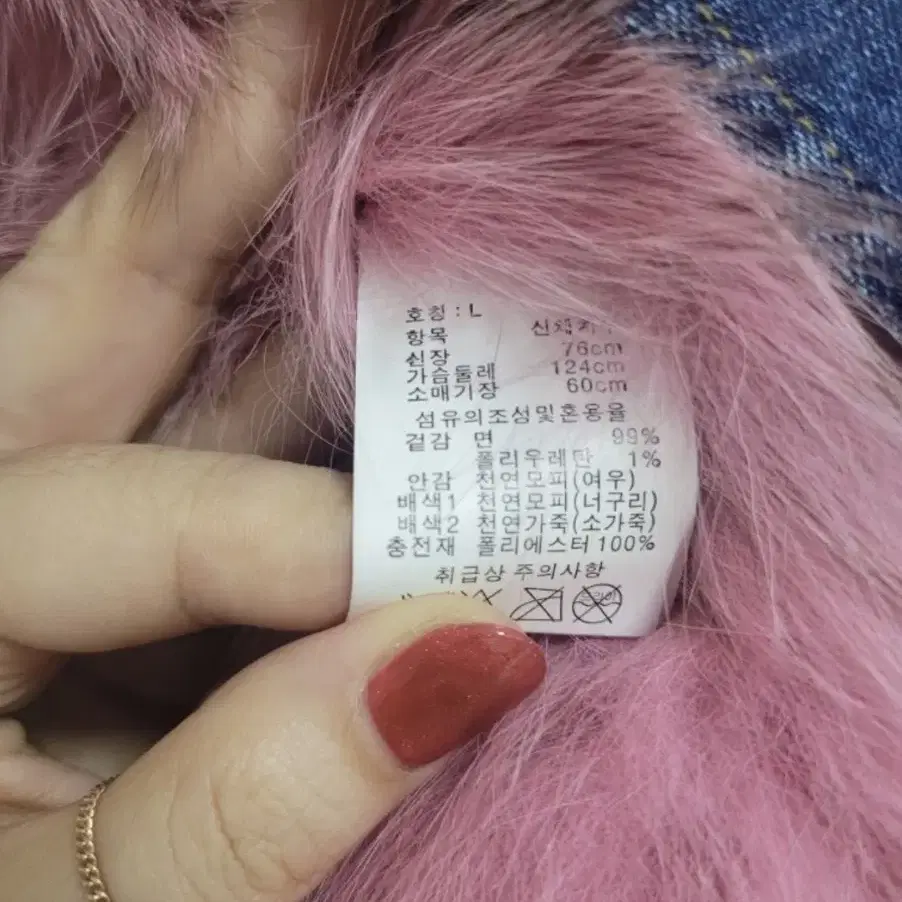 호칭 : L
항목 신체치
신장 76cm
가슴둘레 124cm
소매기장 60cm
섬유의조성및혼용율
겉감 면 99%
폴리우레탄 1%
안감 천연모피(여우)
배색1 천연모피(너구리)
배색2 천연가죽(소가죽)
충전재 폴리에스터 100%
취급상 주의사항